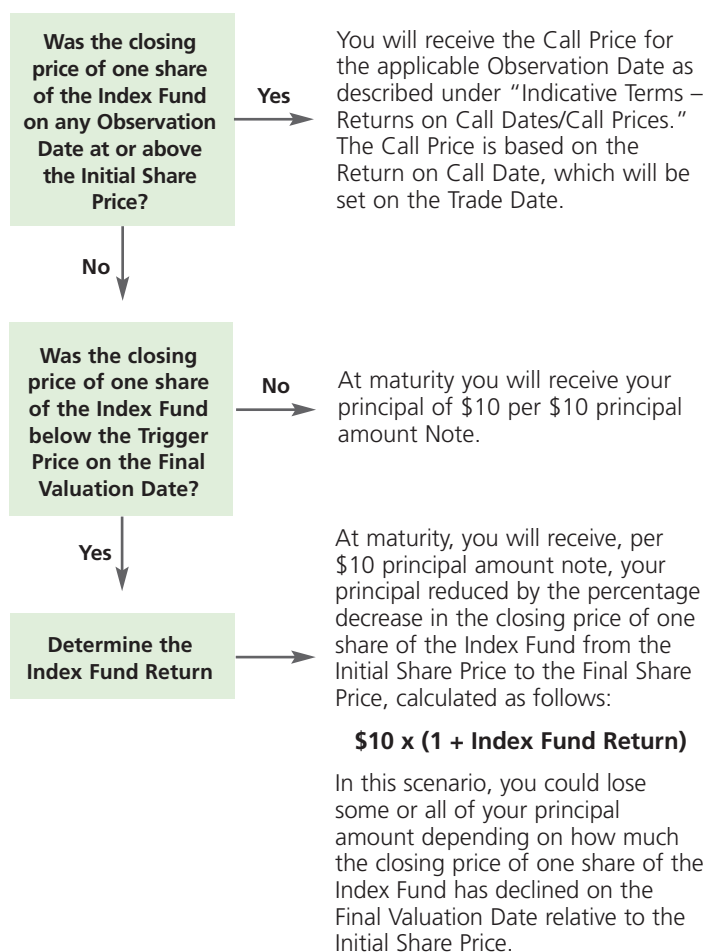 Was the closing
price of one share
of the Index Fund
on any Observation
Date at or above
the Initial Share
Price?
Yes
You will receive the Call Price for
the applicable Observation Date as
described under “Indicative Terms –
Returns on Call Dates/Call Prices.”
The Call Price is based on the
Return on Call Date, which will be
set on the Trade Date.
No
Was the closing
price of one share
of the Index Fund
below the Trigger
Price on the Final
Valuation Date?
No
At maturity you will receive your
principal of $10 per $10 principal
amount Note.
Yes
Determine the
Index Fund Return
At maturity, you will receive, per
$10 principal amount note, your
principal reduced by the percentage
decrease in the closing price of one
share of the Index Fund from the
Initial Share Price to the Final Share
Price, calculated as follows:
$10 x (1 + Index Fund Return)
In this scenario, you could lose
some or all of your principal
amount depending on how much
the closing price of one share of the
Index Fund has declined on the
Final Valuation Date relative to the
Initial Share Price.